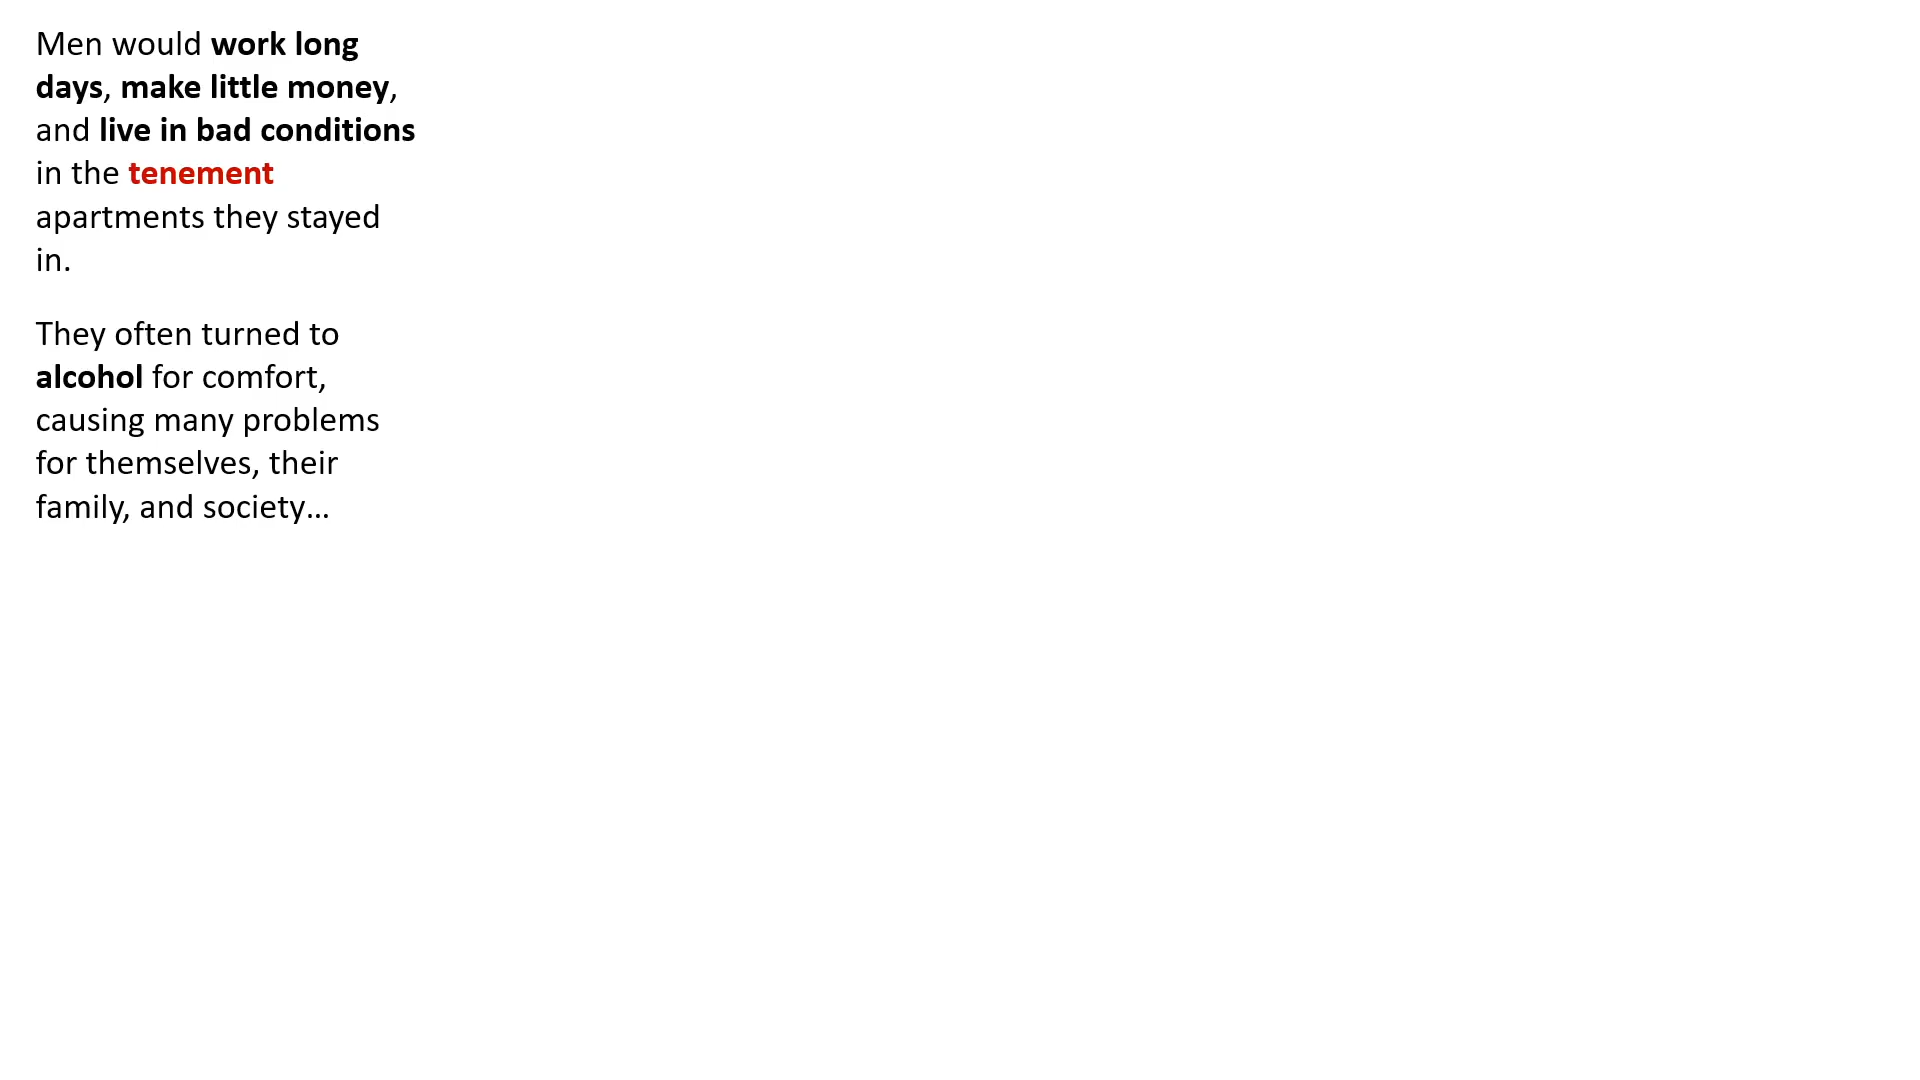 Men would work long
days, make little money,
and live in bad conditions
in the tenement
apartments they stayed
in.
They often turned to
alcohol for comfort,
causing many problems
for themselves, their
family, and society…